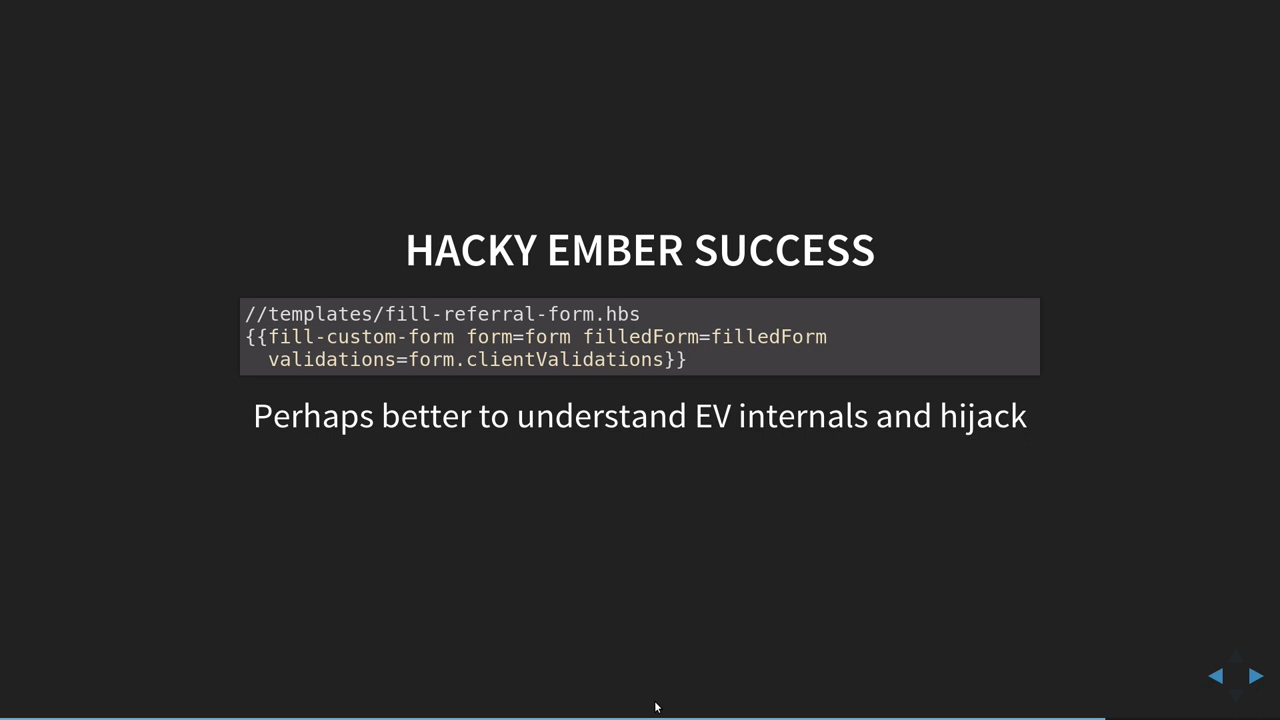 HACKY EMBER SUCCESS
//templates/fill-referral-form.hbs
{{fill-custom-form form=form filledForm=filledForm
  validations=form.clientValidations}}
Perhaps better to understand EV internals and hijack